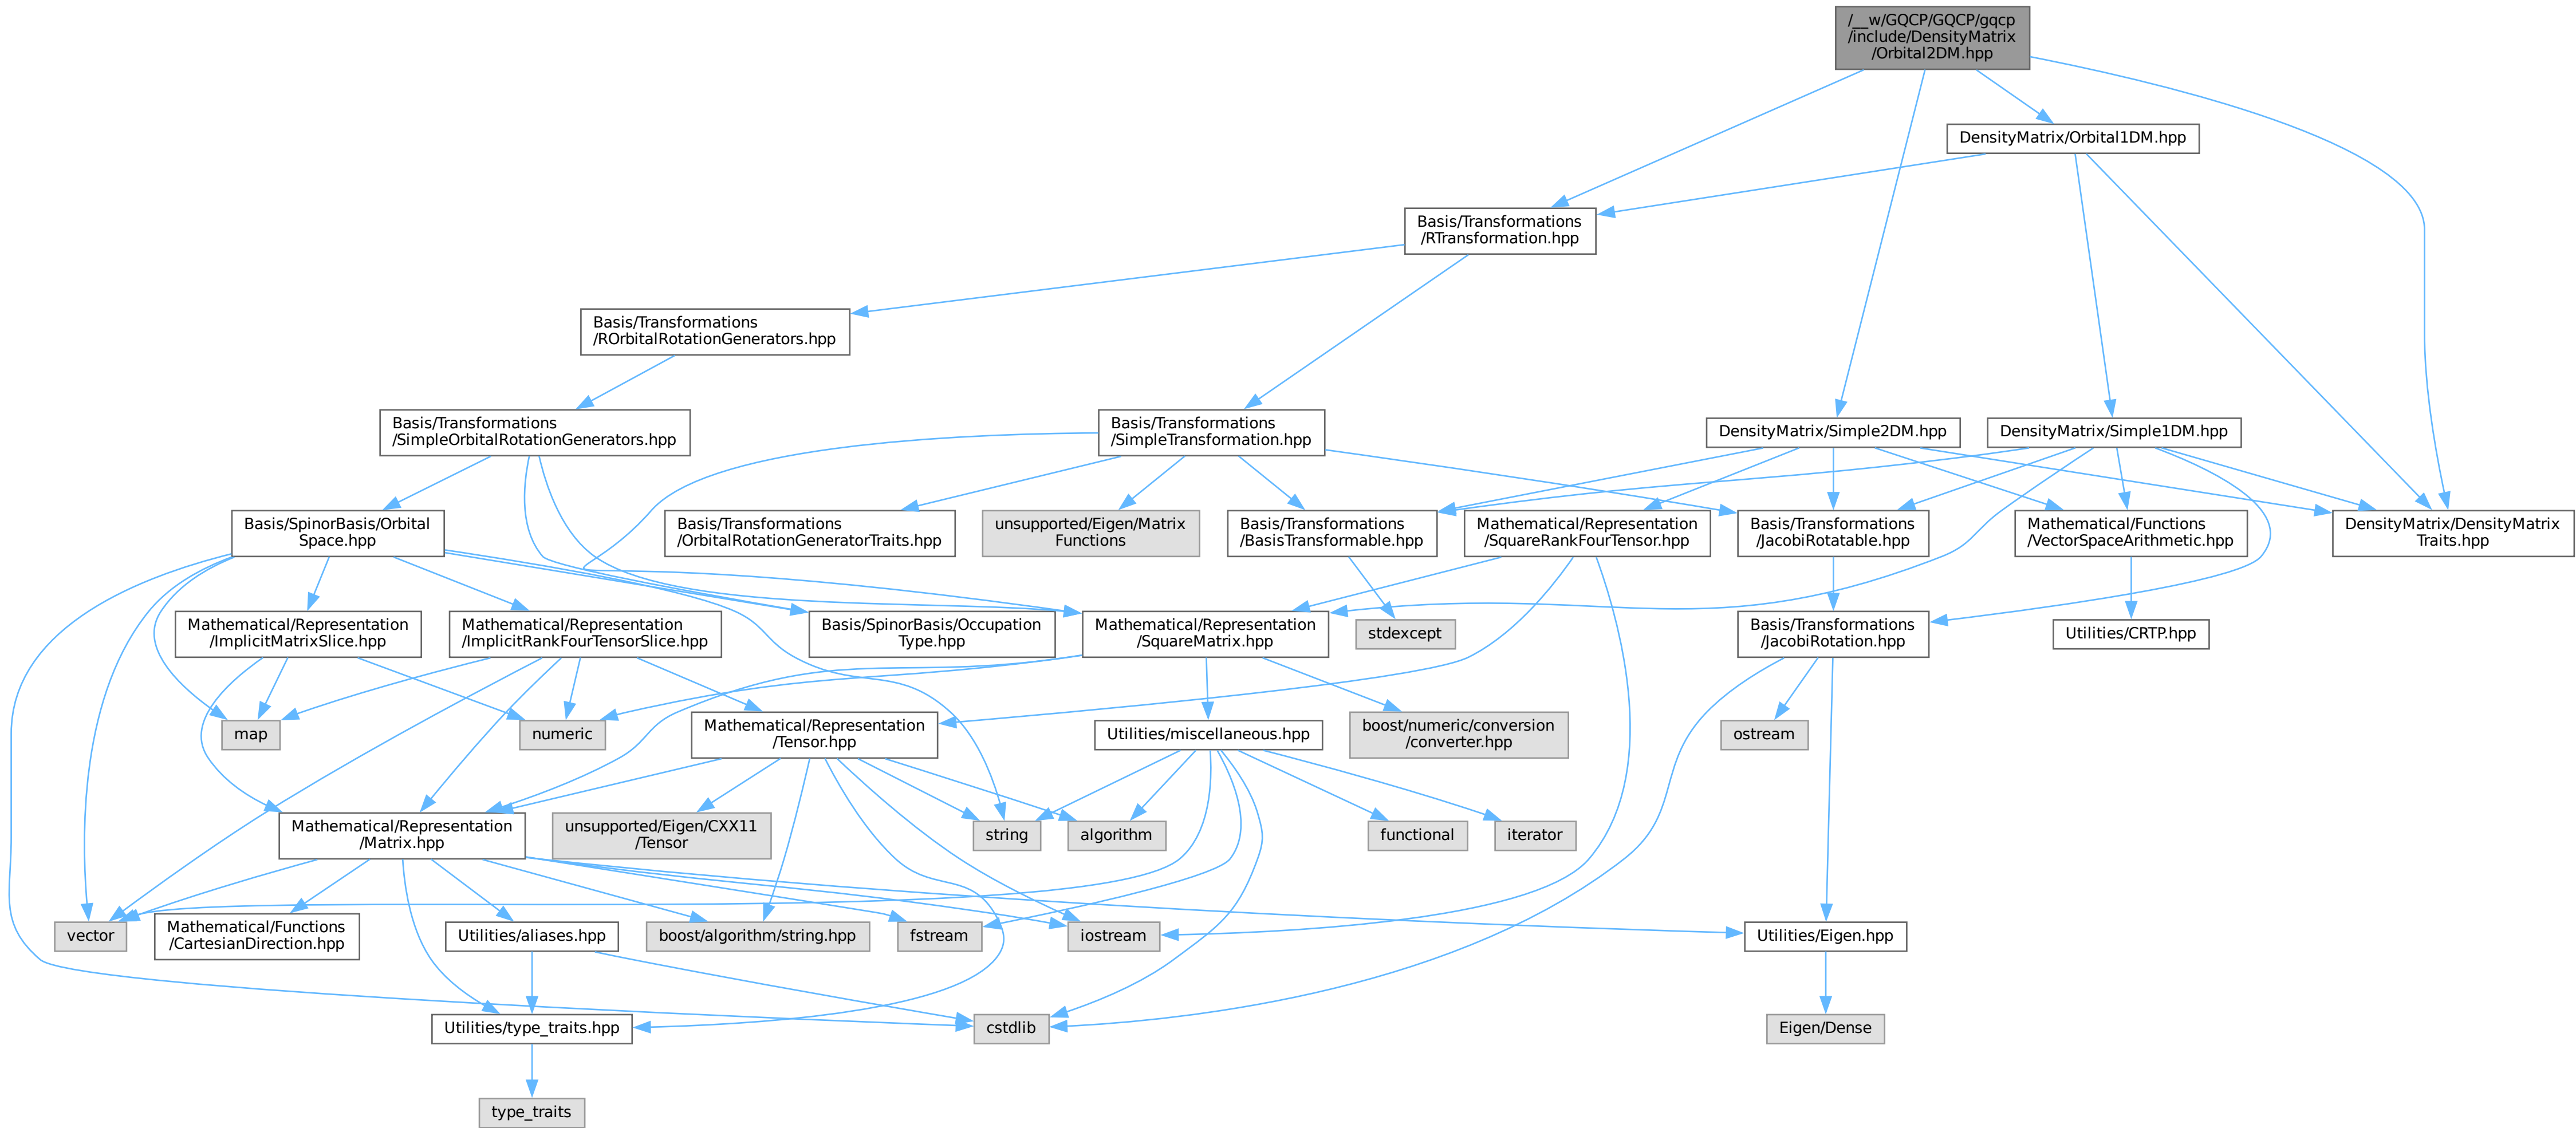 /__w/GQCP/GQCP/gqcp
/include/DensityMatrix
/Orbital2DM.hpp
DensityMatrix/Orbital1DM.hpp
Basis/Transformations
/RTransformation.hpp
Basis/Transformations
/ROrbitalRotationGenerators.hpp
Basis/Transformations
/SimpleOrbitalRotationGenerators.hpp
Basis/Transformations
/SimpleTransformation.hpp
DensityMatrix/Simple2DM.hpp
DensityMatrix/Simple1DM.hpp
Basis/SpinorBasis/Orbital
Space.hpp
Basis/Transformations
/OrbitalRotationGeneratorTraits.hpp
unsupported/Eigen/Matrix
Functions
Basis/Transformations
/BasisTransformable.hpp
Mathematical/Representation
/SquareRankFourTensor.hpp
Basis/Transformations
/JacobiRotatable.hpp
Mathematical/Functions
/VectorSpaceArithmetic.hpp
DensityMatrix/DensityMatrix
Traits.hpp
Mathematical/Representation
/ImplicitMatrixSlice.hpp
Mathematical/Representation
/ImplicitRankFourTensorSlice.hpp
Basis/SpinorBasis/Occupation
Type.hpp
Mathematical/Representation
/SquareMatrix.hpp
stdexcept
Basis/Transformations
/JacobiRotation.hpp
Utilities/CRTP.hpp
map
numeric
Mathematical/Representation
/Tensor.hpp
Utilities/miscellaneous.hpp
boost/numeric/conversion
/converter.hpp
ostream
Mathematical/Representation
/Matrix.hpp
unsupported/Eigen/CXX11
/Tensor
string
algorithm
functional
iterator
vector
Mathematical/Functions
/CartesianDirection.hpp
Utilities/aliases.hpp
boost/algorithm/string.hpp
fstream
iostream
Utilities/Eigen.hpp
Utilities/type_traits.hpp
cstdlib
Eigen/Dense
type_traits